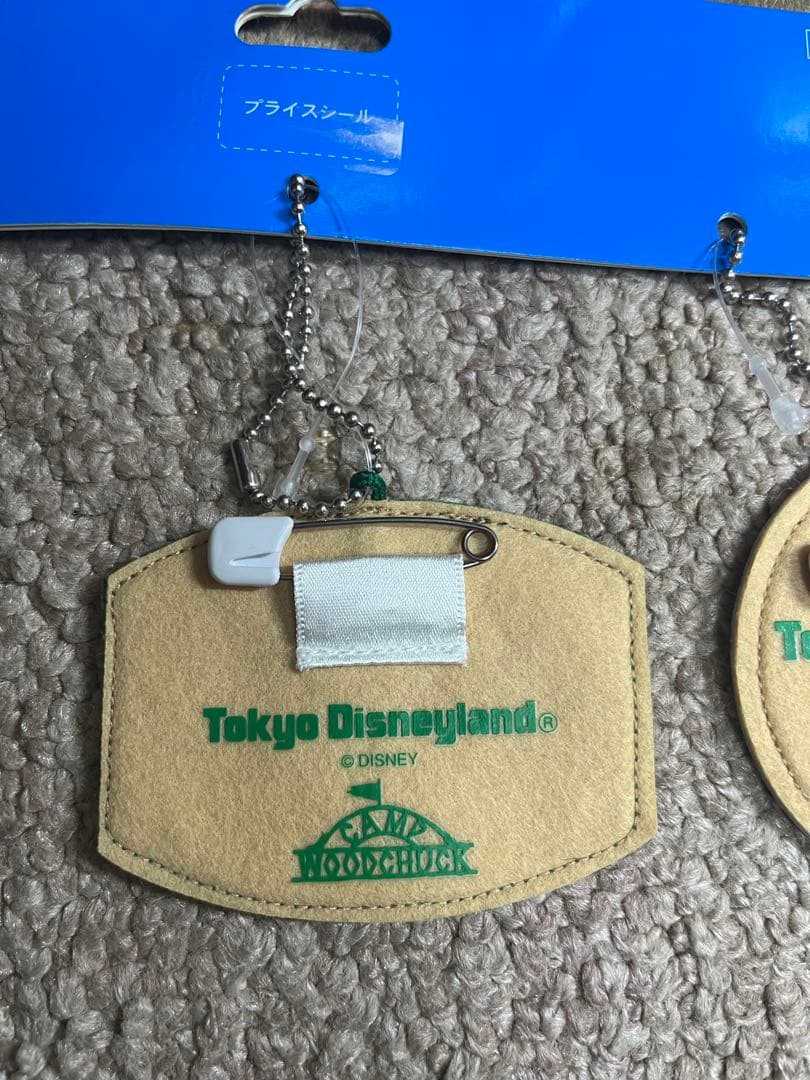 プライスシール
Tokyo Disneyland®
© DISNEY
CAMP
WOODCHUCK